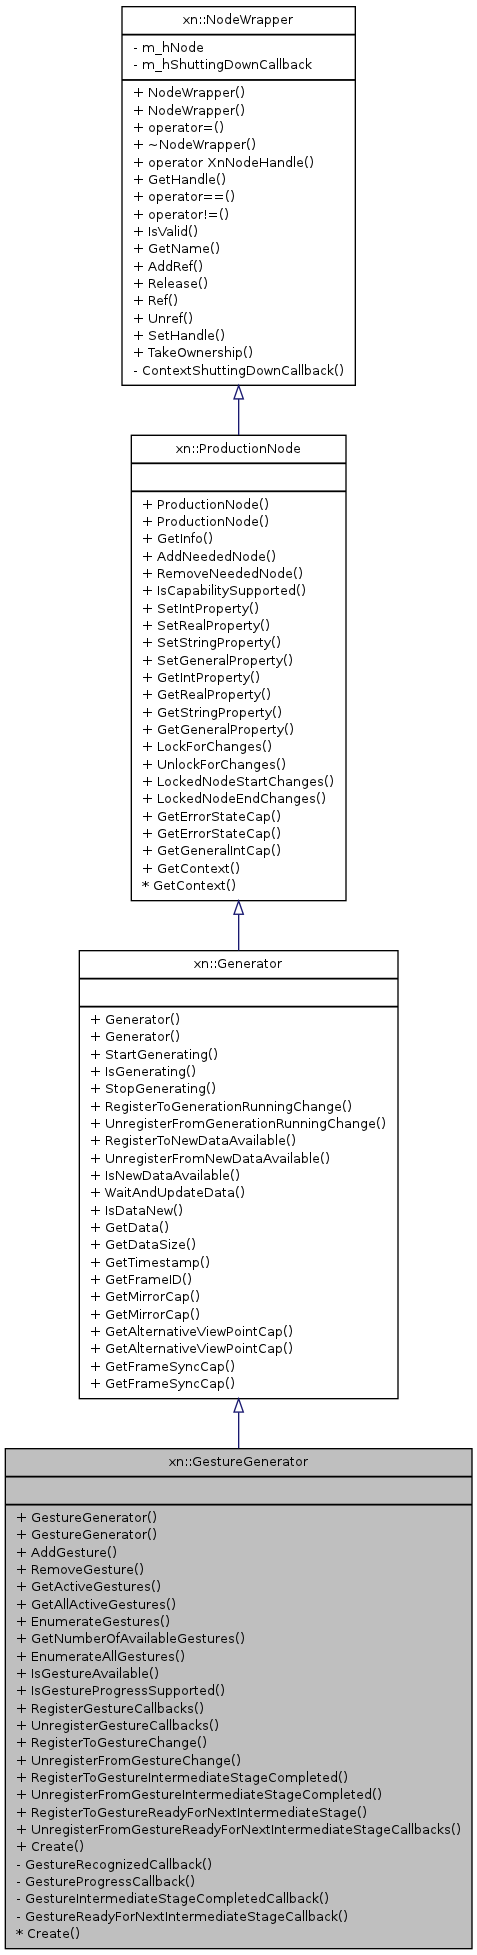 xn::NodeWrapper
- m_hNode
- m_hShuttingDownCallback
+ NodeWrapper()
+ NodeWrapper()
+ operator=()
+ ~NodeWrapper()
+ operator XnNodeHandle()
+ GetHandle()
+ operator==()
+ operator!=()
+ IsValid()
+ GetName()
+ AddRef()
+ Release()
+ Ref()
+ Unref()
+ SetHandle()
+ TakeOwnership()
- ContextShuttingDownCallback()
xn::ProductionNode
+ ProductionNode()
+ ProductionNode()
+ GetInfo()
+ AddNeededNode()
+ RemoveNeededNode()
+ IsCapabilitySupported()
+ SetIntProperty()
+ SetRealProperty()
+ SetStringProperty()
+ SetGeneralProperty()
+ GetIntProperty()
+ GetRealProperty()
+ GetStringProperty()
+ GetGeneralProperty()
+ LockForChanges()
+ UnlockForChanges()
+ LockedNodeStartChanges()
+ LockedNodeEndChanges()
+ GetErrorStateCap()
+ GetErrorStateCap()
+ GetGeneralIntCap()
+ GetContext()
* GetContext()
xn::Generator
+ Generator()
+ Generator()
+ StartGenerating()
+ IsGenerating()
+ StopGenerating()
+ RegisterToGenerationRunningChange()
+ UnregisterFromGenerationRunningChange()
+ RegisterToNewDataAvailable()
+ UnregisterFromNewDataAvailable()
+ IsNewDataAvailable()
+ WaitAndUpdateData()
+ IsDataNew()
+ GetData()
+ GetDataSize()
+ GetTimestamp()
+ GetFrameID()
+ GetMirrorCap()
+ GetMirrorCap()
+ GetAlternativeViewPointCap()
+ GetAlternativeViewPointCap()
+ GetFrameSyncCap()
+ GetFrameSyncCap()
xn::GestureGenerator
+ GestureGenerator()
+ GestureGenerator()
+ AddGesture()
+ RemoveGesture()
+ GetActiveGestures()
+ GetAllActiveGestures()
+ EnumerateGestures()
+ GetNumberOfAvailableGestures()
+ EnumerateAllGestures()
+ IsGestureAvailable()
+ IsGestureProgressSupported()
+ RegisterGestureCallbacks()
+ UnregisterGestureCallbacks()
+ RegisterToGestureChange()
+ UnregisterFromGestureChange()
+ RegisterToGestureIntermediateStageCompleted()
+ UnregisterFromGestureIntermediateStageCompleted()
+ RegisterToGestureReadyForNextIntermediateStage()
+ UnregisterFromGestureReadyForNextIntermediateStageCallbacks()
+ Create()
- GestureRecognizedCallback()
- GestureProgressCallback()
- GestureIntermediateStageCompletedCallback()
- GestureReadyForNextIntermediateStageCallback()
* Create()